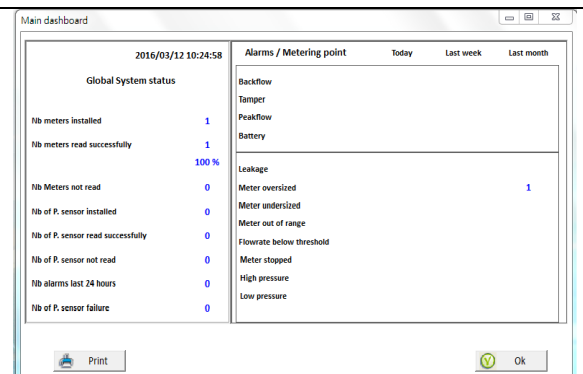 Main dashboard
2016/03/12 10:24:58
Global System status
Nb meters installed 1
Nb meters read successfully 1
100 %
Nb Meters not read 0
Nb of P. sensor installed 0
Nb of P. sensor read successfully 0
Nb of P. sensor not read 0
Nb alarms last 24 hours 0
Nb of P. sensor failure 0
Alarms / Metering point Today Last week Last month
Backflow
Tamper
Peakflow
Battery
Leakage
Meter oversized 1
Meter undersized
Meter out of range
Flowrate below threshold
Meter stopped
High pressure
Low pressure
Print
Ok